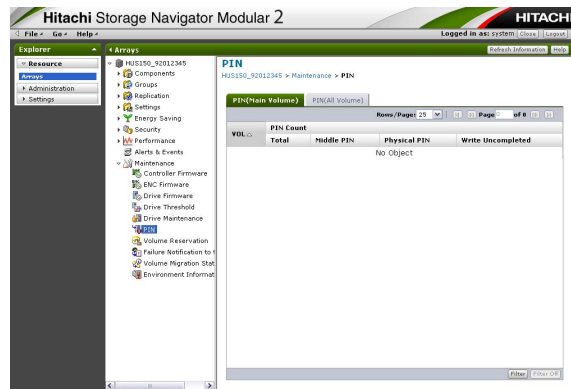 Hitachi Storage Navigator Modular 2
HITACHI
File Go Help
Logged in as: system Close Logout
Explorer
Resource
Arrays
Administration
Settings
Arrays
Refresh Information Help
HUS150_92012345
Components
Groups
Replication
Settings
Energy Saving
Security
Performance
Alerts & Events
Maintenance
Controller Firmware
ENC Firmware
Drive Firmware
Drive Threshold
Drive Maintenance
PIN
Volume Reservation
Failure Notification to
Volume Migration Stat
Environment Informat
PIN
HUS150_92012345 > Maintenance > PIN
PIN(Main Volume) PIN(All Volume)
Rows/Page: 25 Page 0 of 0
VOL PIN Count
Total Middle PIN Physical PIN Write Uncompleted
No Object
Filter Filter Off